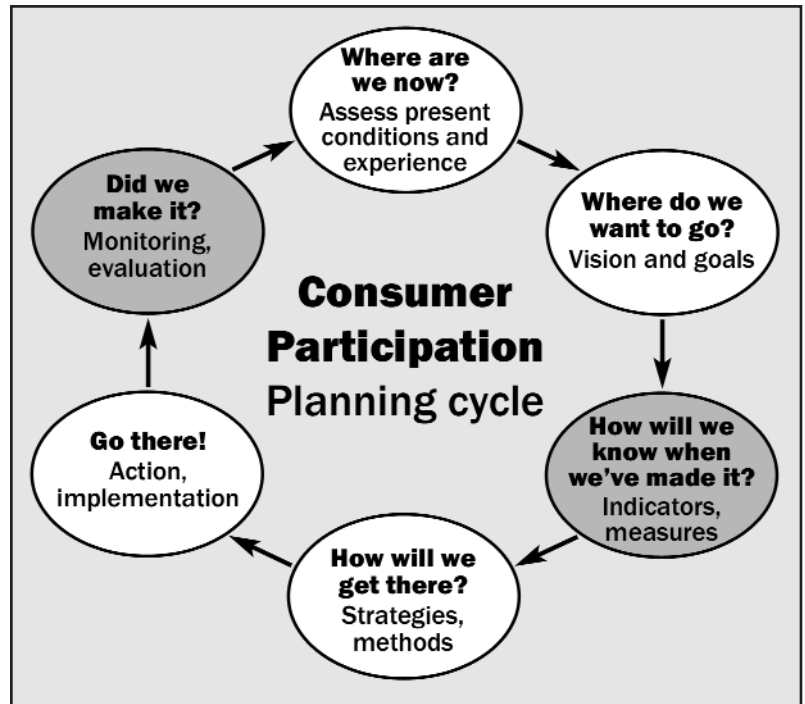 Where are
we now?
Assess present
conditions and
experience
Where do we
want to go?
Vision and goals
How will we
know when
we've made it?
Indicators,
measures
How will we
get there?
Strategies,
methods
Go there!
Action,
implementation
Did we
make it?
Monitoring,
evaluation
Consumer
Participation
Planning cycle